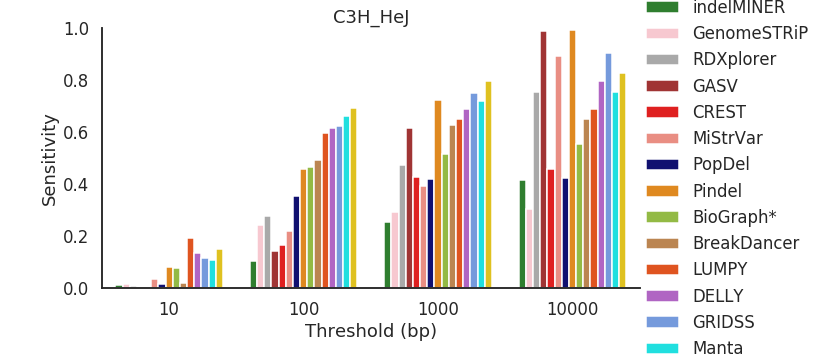 C3H_HeJ
1.0
0.8
0.6
0.4
0.2
0.0
Sensitivity
10
100
1000
10000
Threshold (bp)
indelMINER
GenomeSTRiP
RDXplorer
GASV
CREST
MiStrVar
PopDel
Pindel
BioGraph*
BreakDancer
LUMPY
DELLY
GRIDSS
Manta